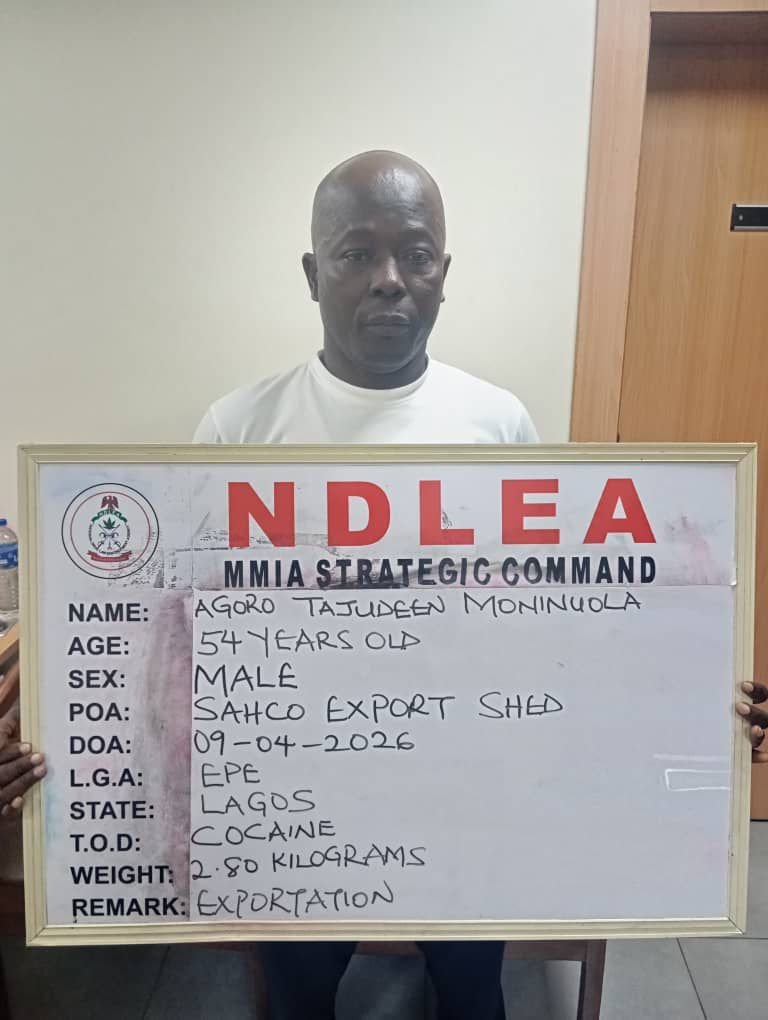 NDLEA
MMIA STRATEGIC COMMAND
NAME: AGORO TAJUDEEN MONINUOLA
AGE: 54 YEARS OLD
SEX: MALE
POA: SAHCO EXPORT SHED
DOA: 09-04-2026
L.G.A: EPE
STATE: LAGOS
T.O.D: COCAINE
WEIGHT: 2.80 KILOGRAMS
REMARK: EXPORTATION